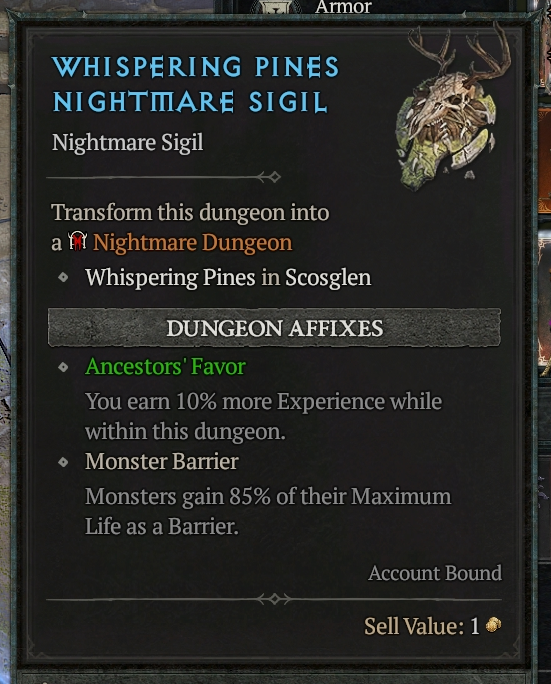 Armor
WHISPERING PINES
NIGHTMARE SIGIL
Nightmare Sigil
Transform this dungeon into
a Nightmare Dungeon
Whispering Pines in Scosglen
DUNGEON AFFIXES
Ancestors' Favor
You earn 10% more Experience while
within this dungeon.
Monster Barrier
Monsters gain 85% of their Maximum
Life as a Barrier.
Account Bound
Sell Value: 1